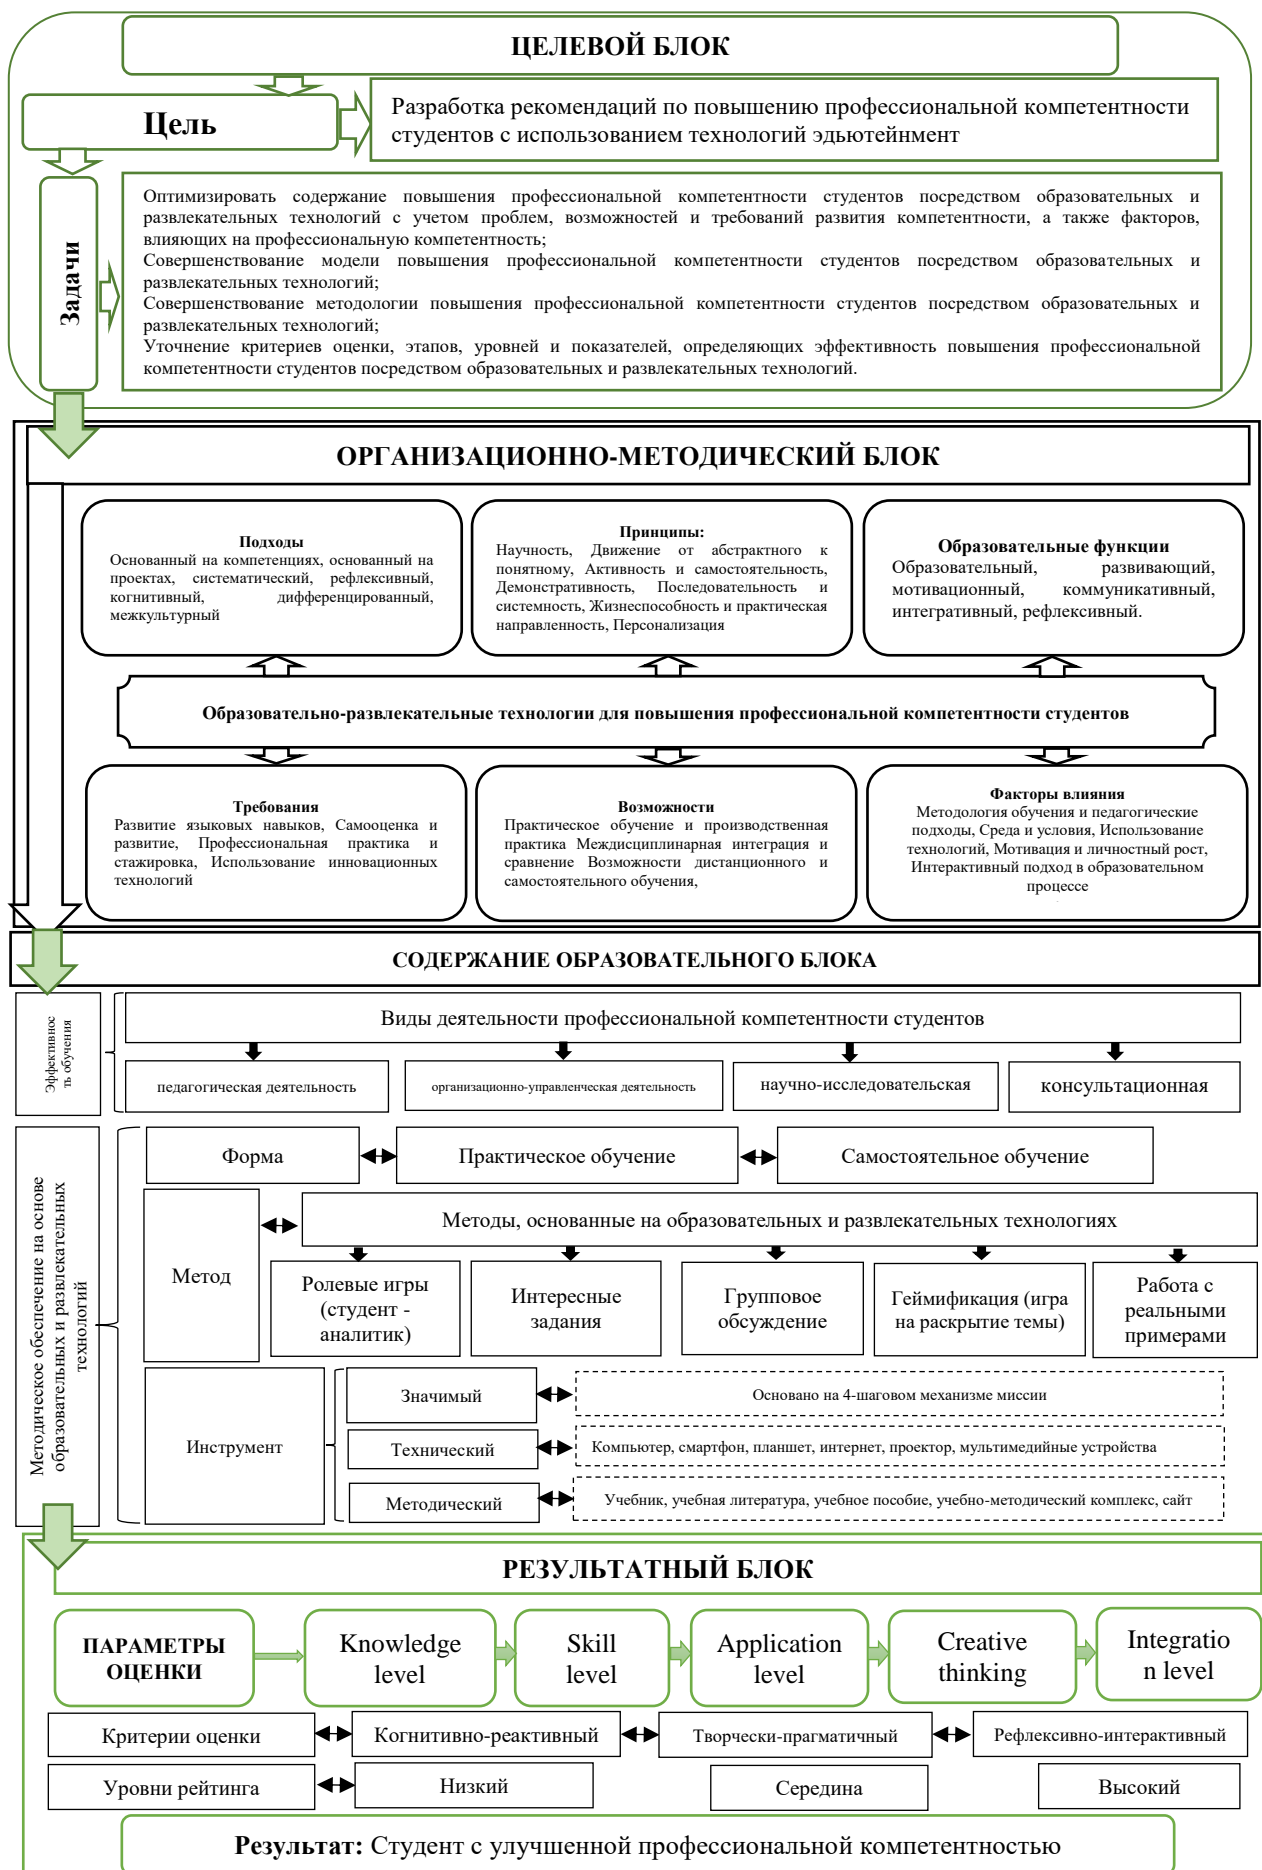 ЦЕЛЕВОЙ БЛОК
Цель
Разработка рекомендаций по повышению профессиональной компетентности
студентов с использованием технологий эдьютейнмент
Задачи
Оптимизировать содержание повышения профессиональной компетентности студентов посредством образовательных и
развлекательных технологий с учетом проблем, возможностей и требований развития компетентности, а также факторов,
влияющих на профессиональную компетентность;
Совершенствование модели повышения профессиональной компетентности студентов посредством образовательных и
развлекательных технологий;
Совершенствование методологии повышения профессиональной компетентности студентов посредством образовательных и
развлекательных технологий;
Уточнение критериев оценки, этапов, уровней и показателей, определяющих эффективность повышения профессиональной
компетентности студентов посредством образовательных и развлекательных технологий.
ОРГАНИЗАЦИОННО-МЕТОДИЧЕСКИЙ БЛОК
Подходы
Основанный на компетенциях, основанный на
проектах, систематический, рефлексивный,
когнитивный, дифференцированный,
межкультурный
Принципы:
Научность, Движение от абстрактного к
понятному, Активность и самостоятельность,
Демонстративность, Последовательность и
системность, Жизнеспособность и практическая
направленность, Персонализация
Образовательные функции
Образовательный, развивающий,
мотивационный, коммуникативный,
интегративный, рефлексивный.
Образовательно-развлекательные технологии для повышения профессиональной компетентности студентов
Требования
Развитие языковых навыков, Самооценка и
развитие, Профессиональная практика и
стажировка, Использование инновационных
технологий
Возможности
Практическое обучение и производственная
практика Междисциплинарная интеграция и
сравнение Возможности дистанционного и
самостоятельного обучения,
Факторы влияния
Методология обучения и педагогические
подходы, Среда и условия, Использование
технологий, Мотивация и личностный рост,
Интерактивный подход в образовательном
процессе
СОДЕРЖАНИЕ ОБРАЗОВАТЕЛЬНОГО БЛОКА
Эффективнос
ть обучения
Виды деятельности профессиональной компетентности студентов
педагогическая деятельность
организационно-управленческая деятельность
научно-исследовательская
консультационная
Методическое обеспечение на основе
образовательных и развлекательных
технологий
Форма
Практическое обучение
Самостоятельное обучение
Метод
Методы, основанные на образовательных и развлекательных технологиях
Ролевые игры
(студент -
аналитик)
Интересные
задания
Групповое
обсуждение
Геймификация (игра
на раскрытие темы)
Работа с
реальными
примерами
Инструмент
Значимый
Основано на 4-шаговом механизме миссии
Технический
Компьютер, смартфон, планшет, интернет, проектор, мультимедийные устройства
Методический
Учебник, учебная литература, учебное пособие, учебно-методический комплекс, сайт
РЕЗУЛЬТАТНЫЙ БЛОК
ПАРАМЕТРЫ
ОЦЕНКИ
Knowledge
level
Skill
level
Application
level
Creative
thinking
Integratio
n level
Критерии оценки
Когнитивно-реактивный
Творчески-прагматичный
Рефлексивно-интерактивный
Уровни рейтинга
Низкий
Середина
Высокий
Результат: Студент с улучшенной профессиональной компетентностью